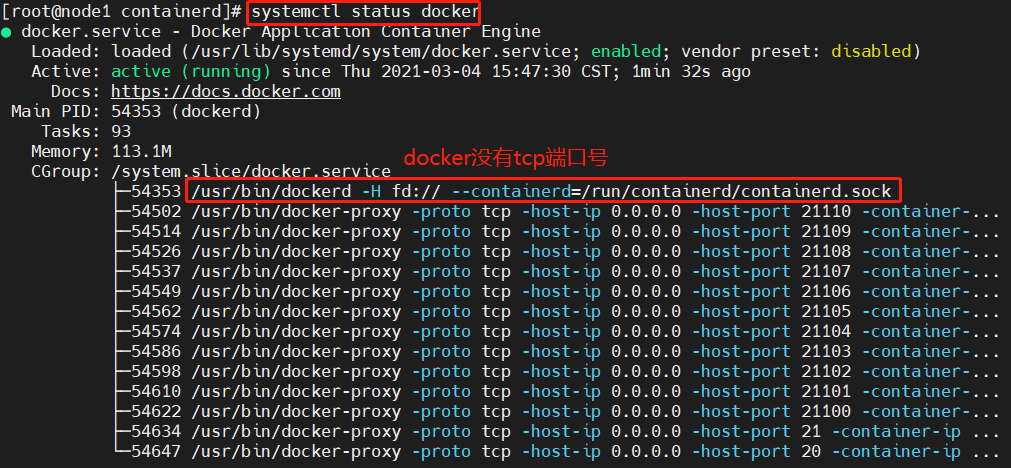 [root@node1 containerd]# systemctl status docker
● docker.service - Docker Application Container Engine
Loaded: loaded (/usr/lib/systemd/system/docker.service; enabled; vendor preset: disabled)
Active: active (running) since Thu 2021-03-04 15:47:30 CST; 1min 32s ago
Docs: https://docs.docker.com
Main PID: 54353 (dockerd)
Tasks: 93
Memory: 113.1M
docker没有tcp端口号
CGroup: /system.slice/docker.service
├─54353 /usr/bin/dockerd -H fd:// --containerd=/run/containerd/containerd.sock
├─54502 /usr/bin/docker-proxy -proto tcp -host-ip 0.0.0.0 -host-port 21110 -container-...
├─54514 /usr/bin/docker-proxy -proto tcp -host-ip 0.0.0.0 -host-port 21109 -container-...
├─54526 /usr/bin/docker-proxy -proto tcp -host-ip 0.0.0.0 -host-port 21108 -container-...
├─54537 /usr/bin/docker-proxy -proto tcp -host-ip 0.0.0.0 -host-port 21107 -container-...
├─54549 /usr/bin/docker-proxy -proto tcp -host-ip 0.0.0.0 -host-port 21106 -container-...
├─54562 /usr/bin/docker-proxy -proto tcp -host-ip 0.0.0.0 -host-port 21105 -container-...
├─54574 /usr/bin/docker-proxy -proto tcp -host-ip 0.0.0.0 -host-port 21104 -container-...
├─54586 /usr/bin/docker-proxy -proto tcp -host-ip 0.0.0.0 -host-port 21103 -container-...
├─54598 /usr/bin/docker-proxy -proto tcp -host-ip 0.0.0.0 -host-port 21102 -container-...
├─54610 /usr/bin/docker-proxy -proto tcp -host-ip 0.0.0.0 -host-port 21101 -container-...
├─54622 /usr/bin/docker-proxy -proto tcp -host-ip 0.0.0.0 -host-port 21100 -container-...
├─54634 /usr/bin/docker-proxy -proto tcp -host-ip 0.0.0.0 -host-port 21 -container-ip ...
└─54647 /usr/bin/docker-proxy -proto tcp -host-ip 0.0.0.0 -host-port 20 -container-ip ...